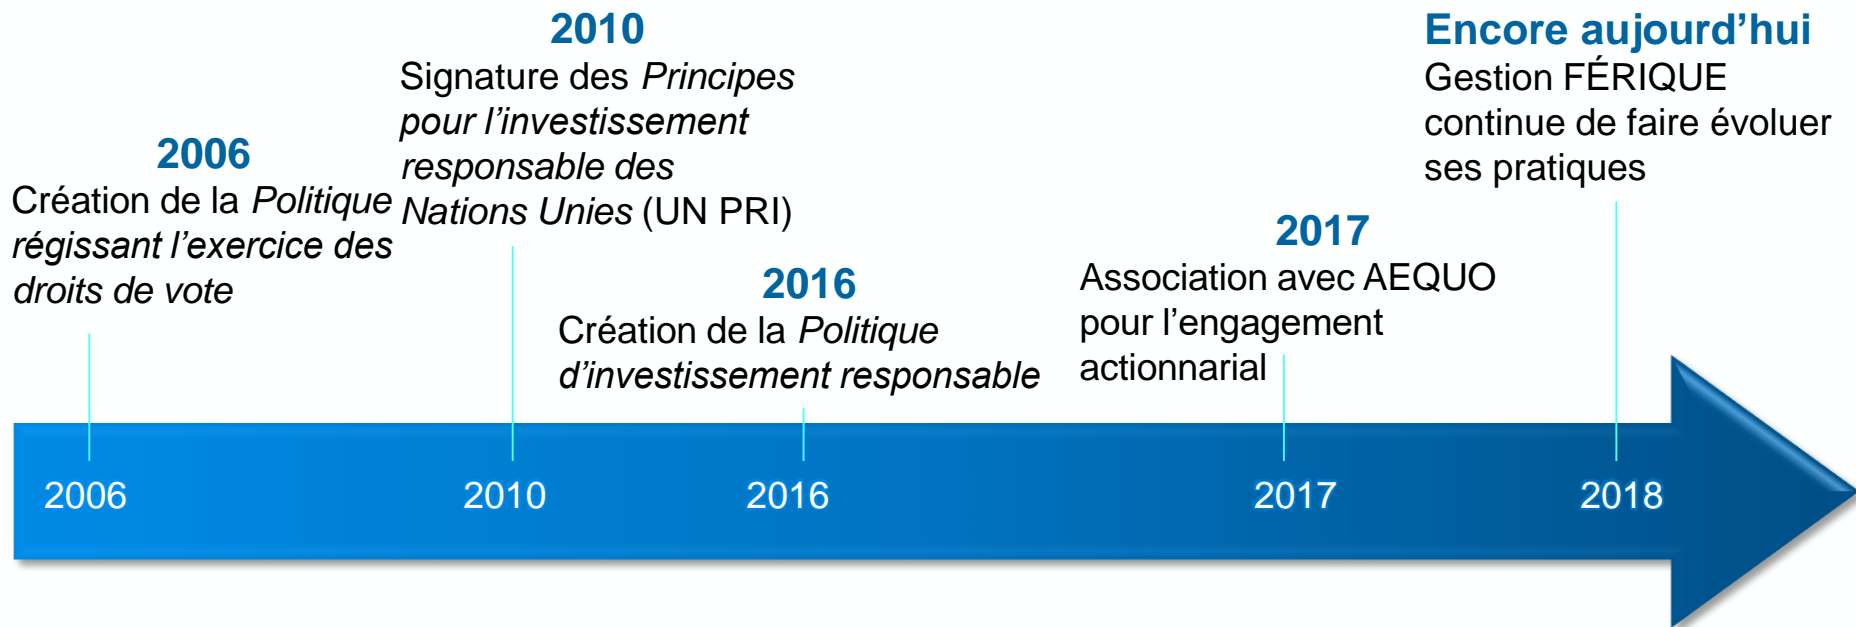 2006
Création de la Politique
régissant l’exercice des
droits de vote
2010
Signature des Principes
pour l’investissement
responsable des
Nations Unies (UN PRI)
2016
Création de la Politique
d’investissement responsable
2017
Association avec AEQUO
pour l’engagement
actionnarial
Encore aujourd’hui
Gestion FÉRIQUE
continue de faire évoluer
ses pratiques
2006
2010
2016
2017
2018